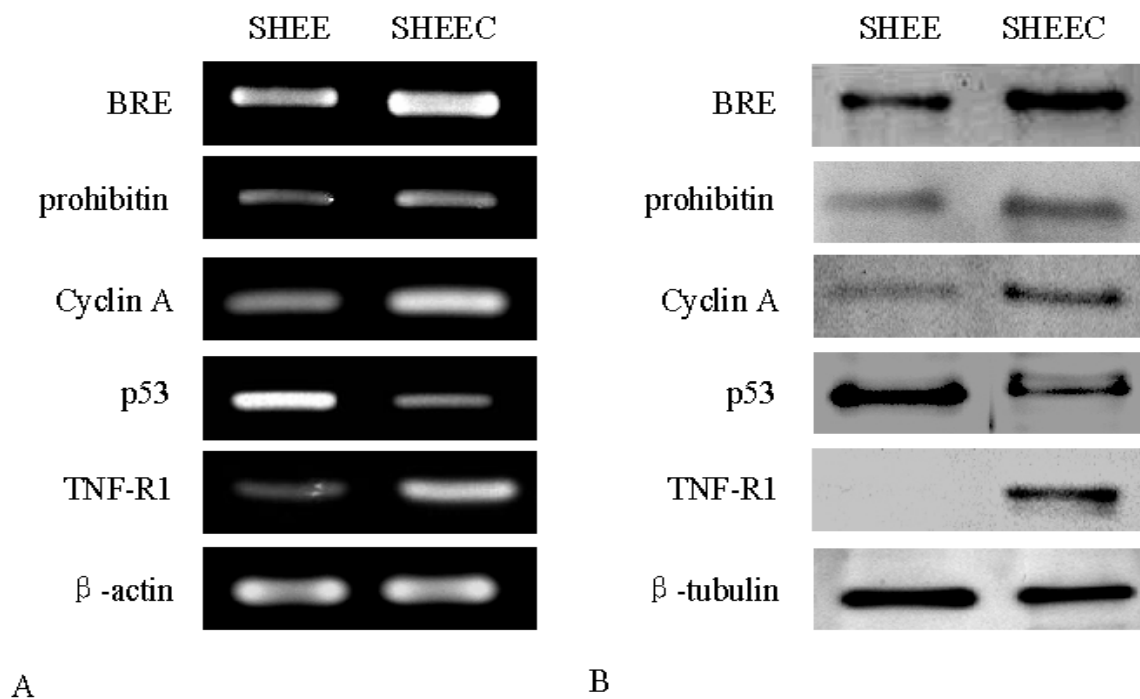 SHEE SHEEC
BRE
prohibitin
Cyclin A
p53
TNF-R1
β-actin
A
SHEE SHEEC
BRE
prohibitin
Cyclin A
p53
TNF-R1
β-tubulin
B